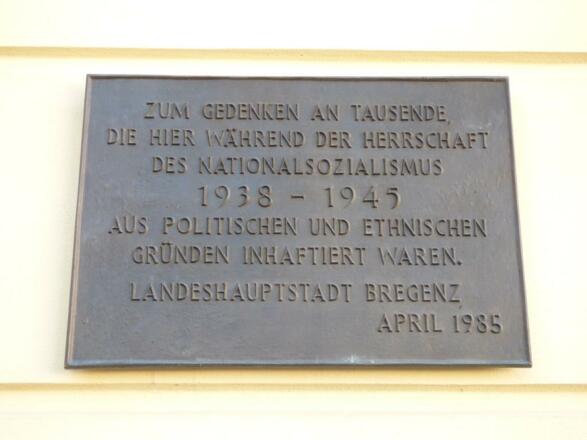 ZUM GEDENKEN AN TAUSENDE,
DIE HIER WÄHREND DER HERRSCHAFT
DES NATIONALSOZIALISMUS
1938 – 1945
AUS POLITISCHEN UND ETHNISCHEN
GRÜNDEN INHAFTIERT WAREN.
LANDESHAUPTSTADT BREGENZ,
APRIL 1985